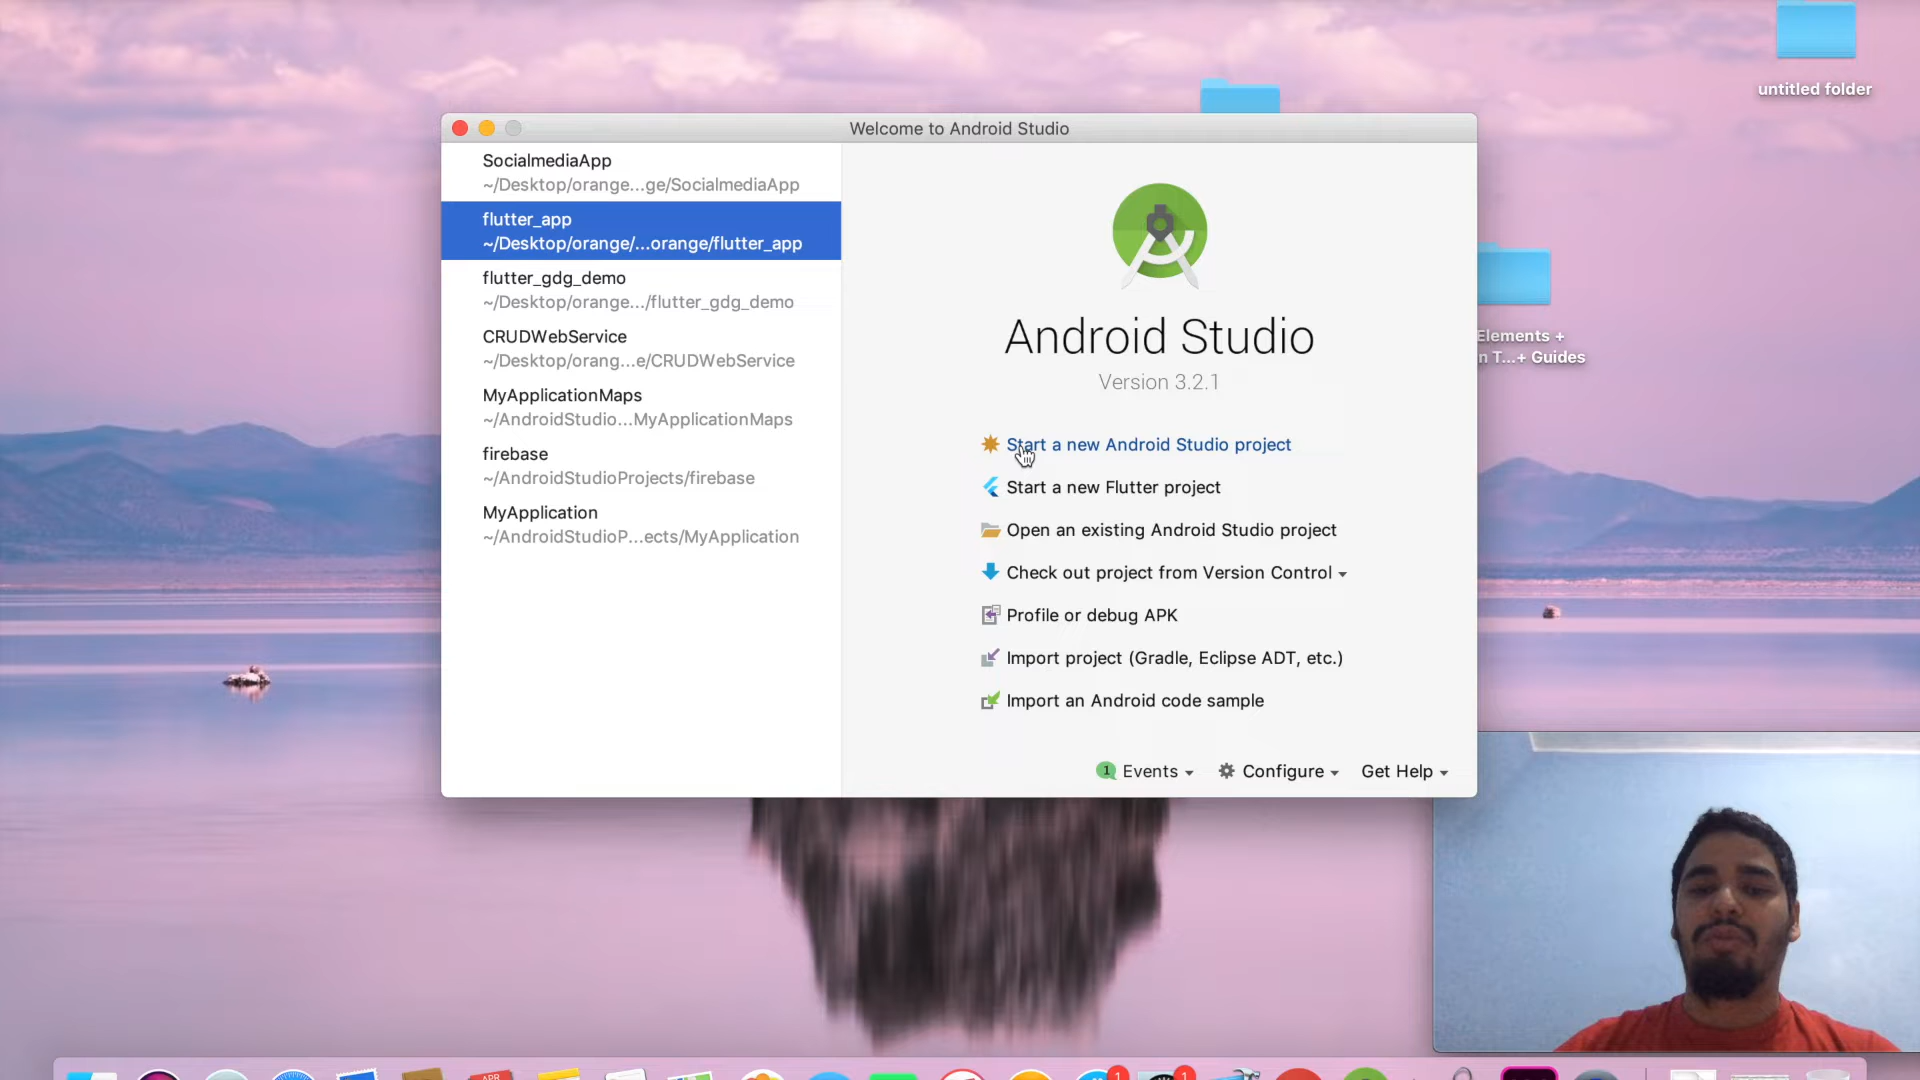 untitled folder
Welcome to Android Studio
SocialmediaApp
~/Desktop/orange...ge/SocialmediaApp
flutter_app
~/Desktop/orange/...orange/flutter_app
flutter_gdg_demo
~/Desktop/orange.../flutter_gdg_demo
CRUDWebService
~/Desktop/orang...e/CRUDWebService
MyApplicationMaps
~/AndroidStudio...MyApplicationMaps
firebase
~/AndroidStudioProjects/firebase
MyApplication
~/AndroidStudioP...ects/MyApplication
Android Studio
Version 3.2.1
Start a new Android Studio project
Start a new Flutter project
Open an existing Android Studio project
Check out project from Version Control
Profile or debug APK
Import project (Gradle, Eclipse ADT, etc.)
Import an Android code sample
1 Events
Configure
Get Help
Elements +
n T...+ Guides
APR
1
1